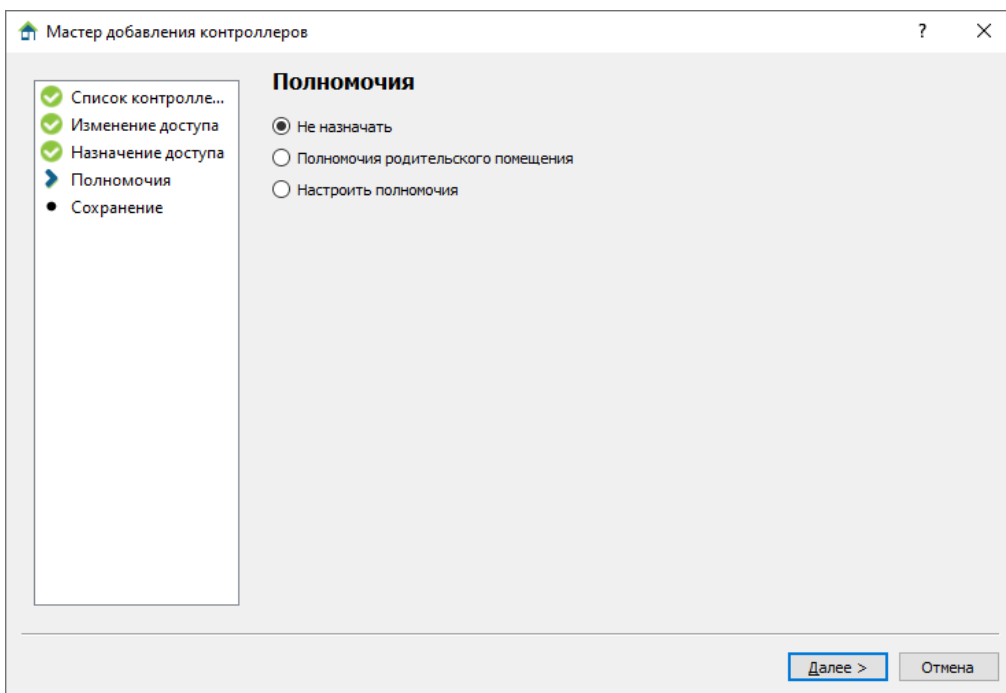 Мастер добавления контроллеров
?
Список контролле...
Изменение доступа
Назначение доступа
Полномочия
Сохранение
Полномочия
Не назначать
Полномочия родительского помещения
Настроить полномочия
Далее >
Отмена